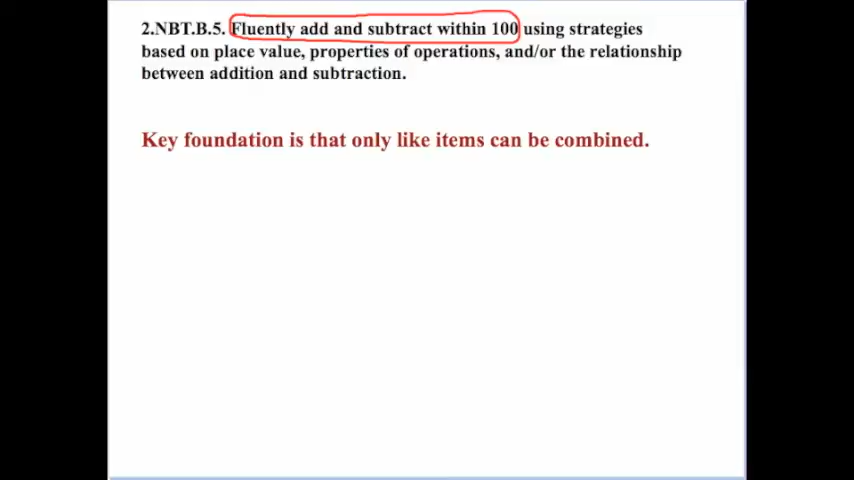 2.NBT.B.5. Fluently add and subtract within 100 using strategies
based on place value, properties of operations, and/or the relationship
between addition and subtraction.
Key foundation is that only like items can be combined.